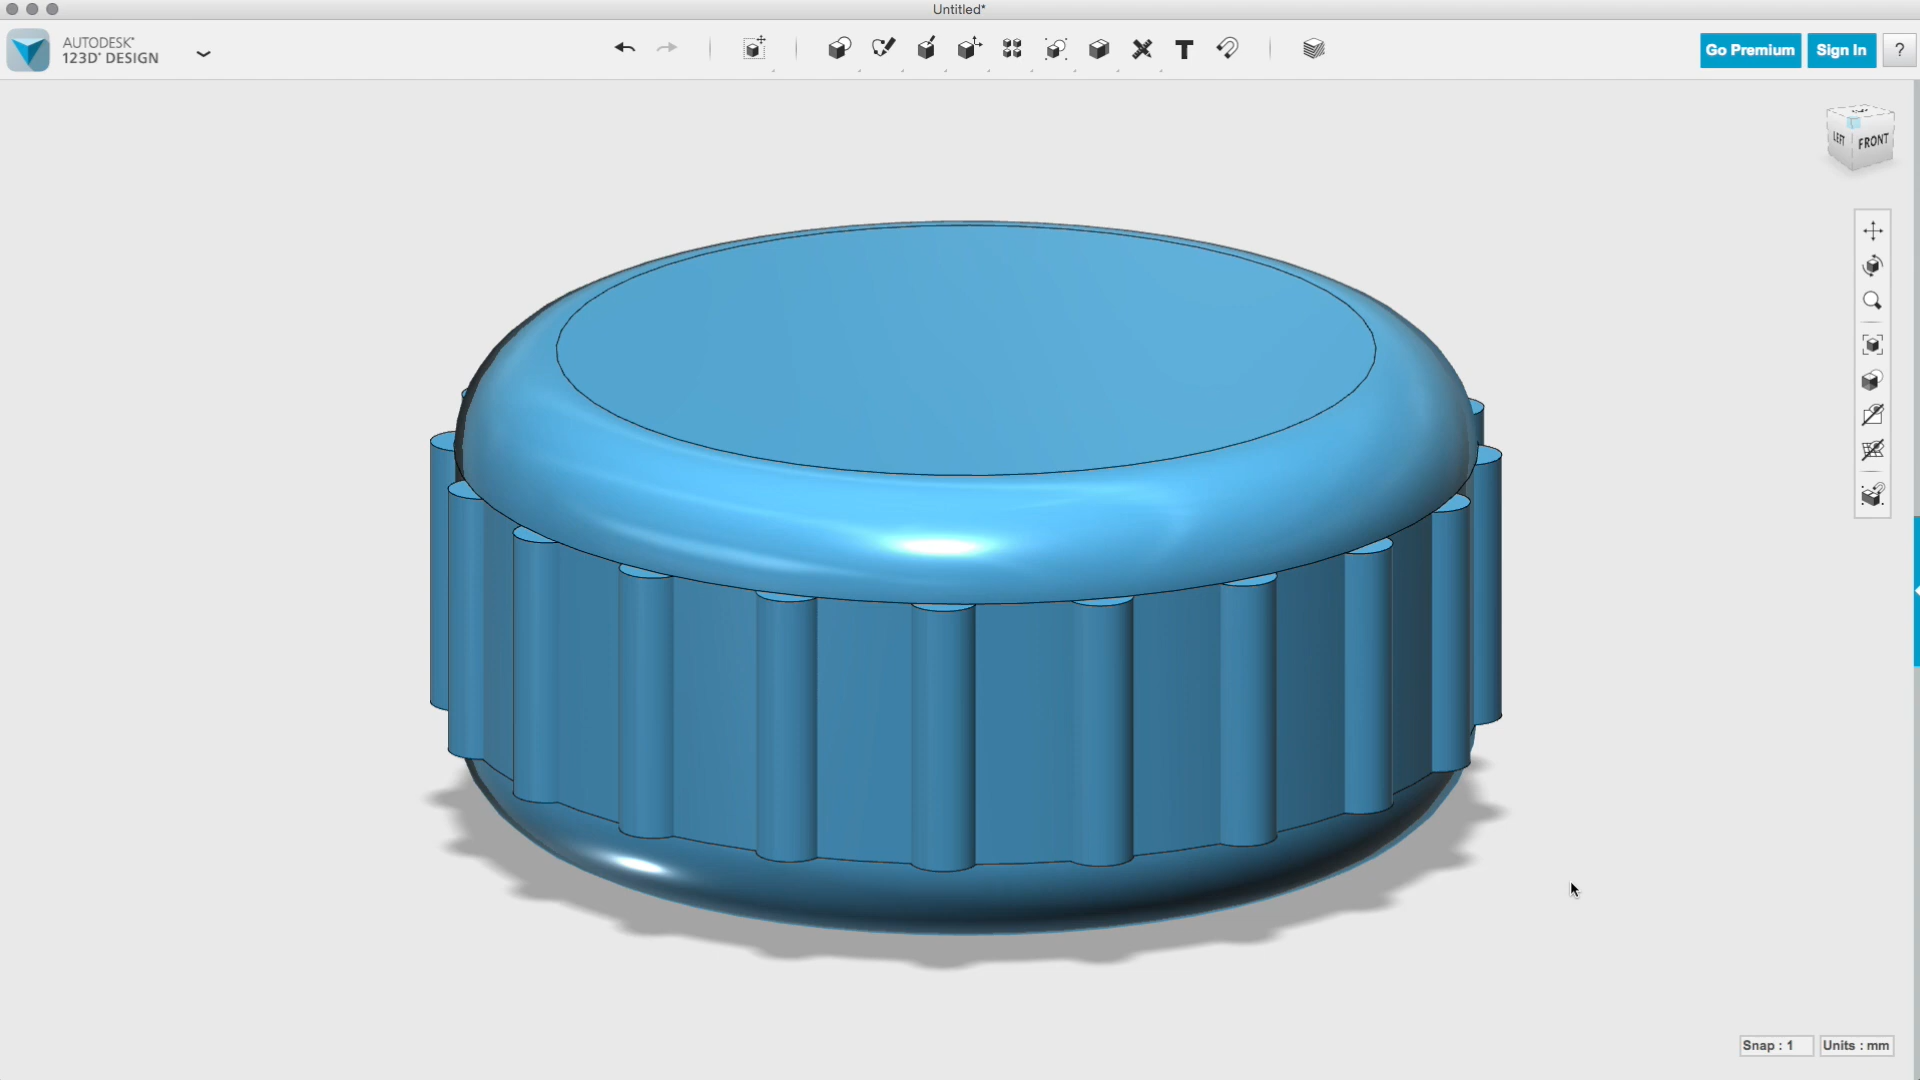 Untitled*
AUTODESK®
123D® DESIGN
Go Premium
Sign In
?
LEFT
FRONT
Snap : 1
Units : mm